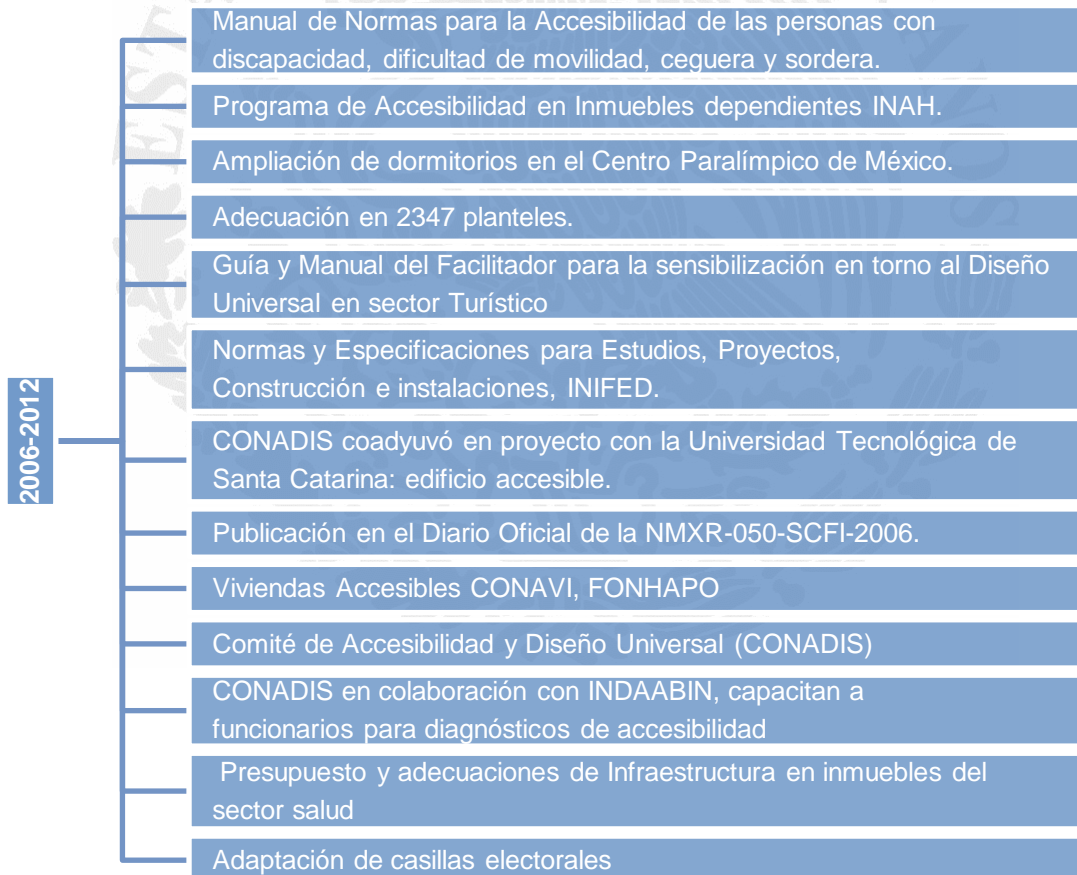 2006-2012
Manual de Normas para la Accesibilidad de las personas con
discapacidad, dificultad de movilidad, ceguera y sordera.
Programa de Accesibilidad en Inmuebles dependientes INAH.
Ampliación de dormitorios en el Centro Paralímpico de México.
Adecuación en 2347 planteles.
Guía y Manual del Facilitador para la sensibilización en torno al Diseño
Universal en sector Turístico
Normas y Especificaciones para Estudios, Proyectos,
Construcción e instalaciones, INIFED.
CONADIS coadyuvó en proyecto con la Universidad Tecnológica de
Santa Catarina: edificio accesible.
Publicación en el Diario Oficial de la NMXR-050-SCFI-2006.
Viviendas Accesibles CONAVI, FONHAPO
Comité de Accesibilidad y Diseño Universal (CONADIS)
CONADIS en colaboración con INDAABIN, capacitan a
funcionarios para diagnósticos de accesibilidad
Presupuesto y adecuaciones de Infraestructura en inmuebles del
sector salud
Adaptación de casillas electorales